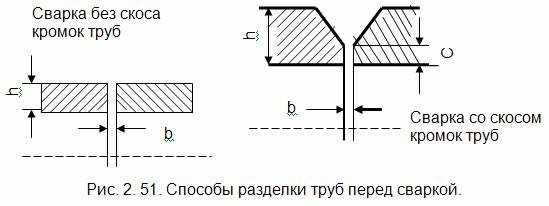 Сварка без скоса
кромок труб
h
b
h
C
b
Сварка со скосом
кромок труб
Рис. 2. 51. Способы разделки труб перед сваркой.